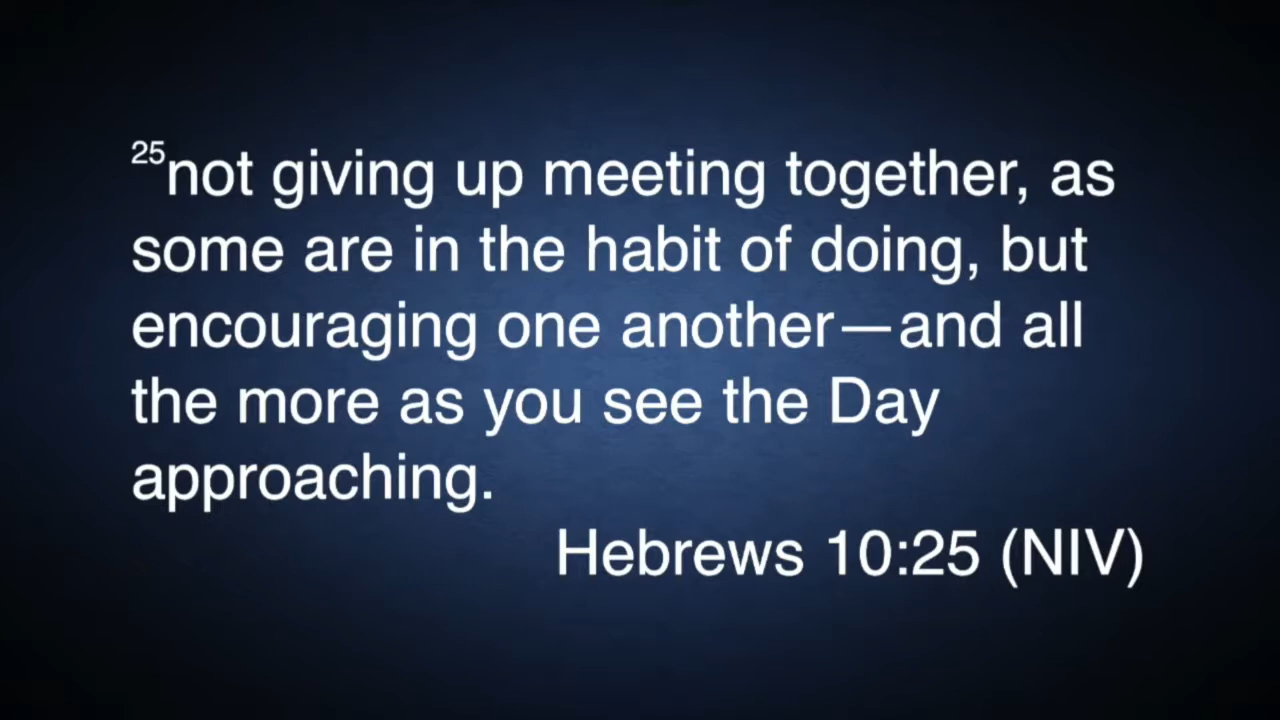 25not giving up meeting together, as
some are in the habit of doing, but
encouraging one another—and all
the more as you see the Day
approaching.
Hebrews 10:25 (NIV)